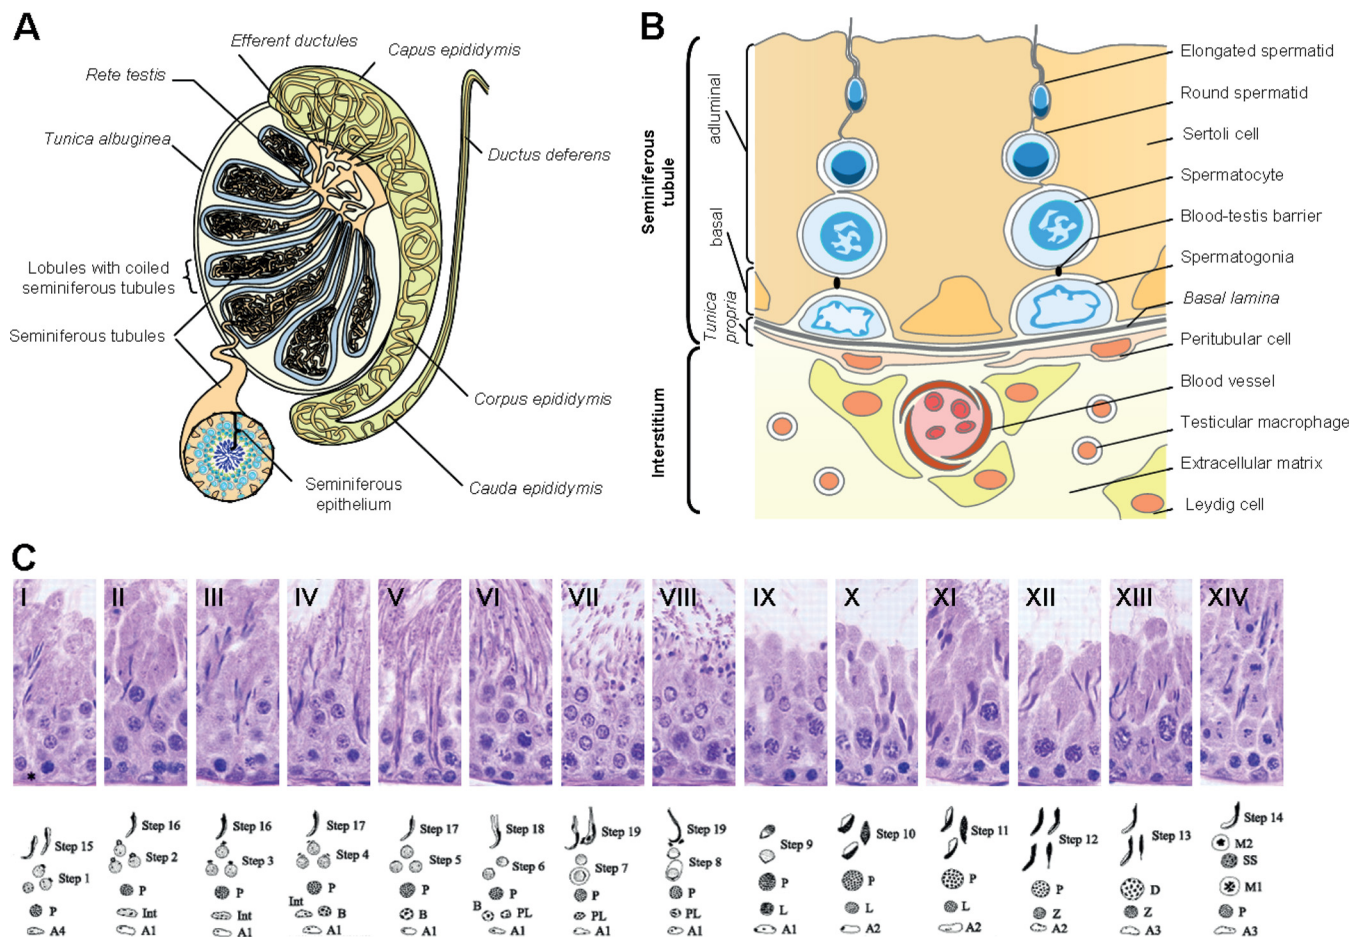 A
Efferent ductules
Capus epididymis
Rete testis
Tunica albuginea
Ductus deferens
Lobules with coiled
seminiferous tubules
Seminiferous tubules
Corpus epididymis
Cauda epididymis
Seminiferous
epithelium
B
Seminiferous
tubule
adluminal
basal
Tunica
propria
Interstitium
Elongated spermatid
Round spermatid
Sertoli cell
Spermatocyte
Blood-testis barrier
Spermatogonia
Basal lamina
Peritubular cell
Blood vessel
Testicular macrophage
Extracellular matrix
Leydig cell
C
I II III IV V VI VII VIII IX X XI XII XIII XIV
*
Step 15
Step 1
P
A4
Step 16
Step 2
P
Int
A1
Step 16
Step 3
P
Int
A1
Step 17
Step 4
P
Int B
A1
Step 17
Step 5
P
B
A1
Step 18
Step 6
P
B PL
A1
Step 19
Step 7
P
PL
A1
Step 19
Step 8
P
PL
A1
Step 9
P
L
A1
Step 10
P
L
A2
Step 11
P
L
A2
Step 12
P
Z
A2
Step 13
D
Z
A3
Step 14
M2
SS
M1
P
A3